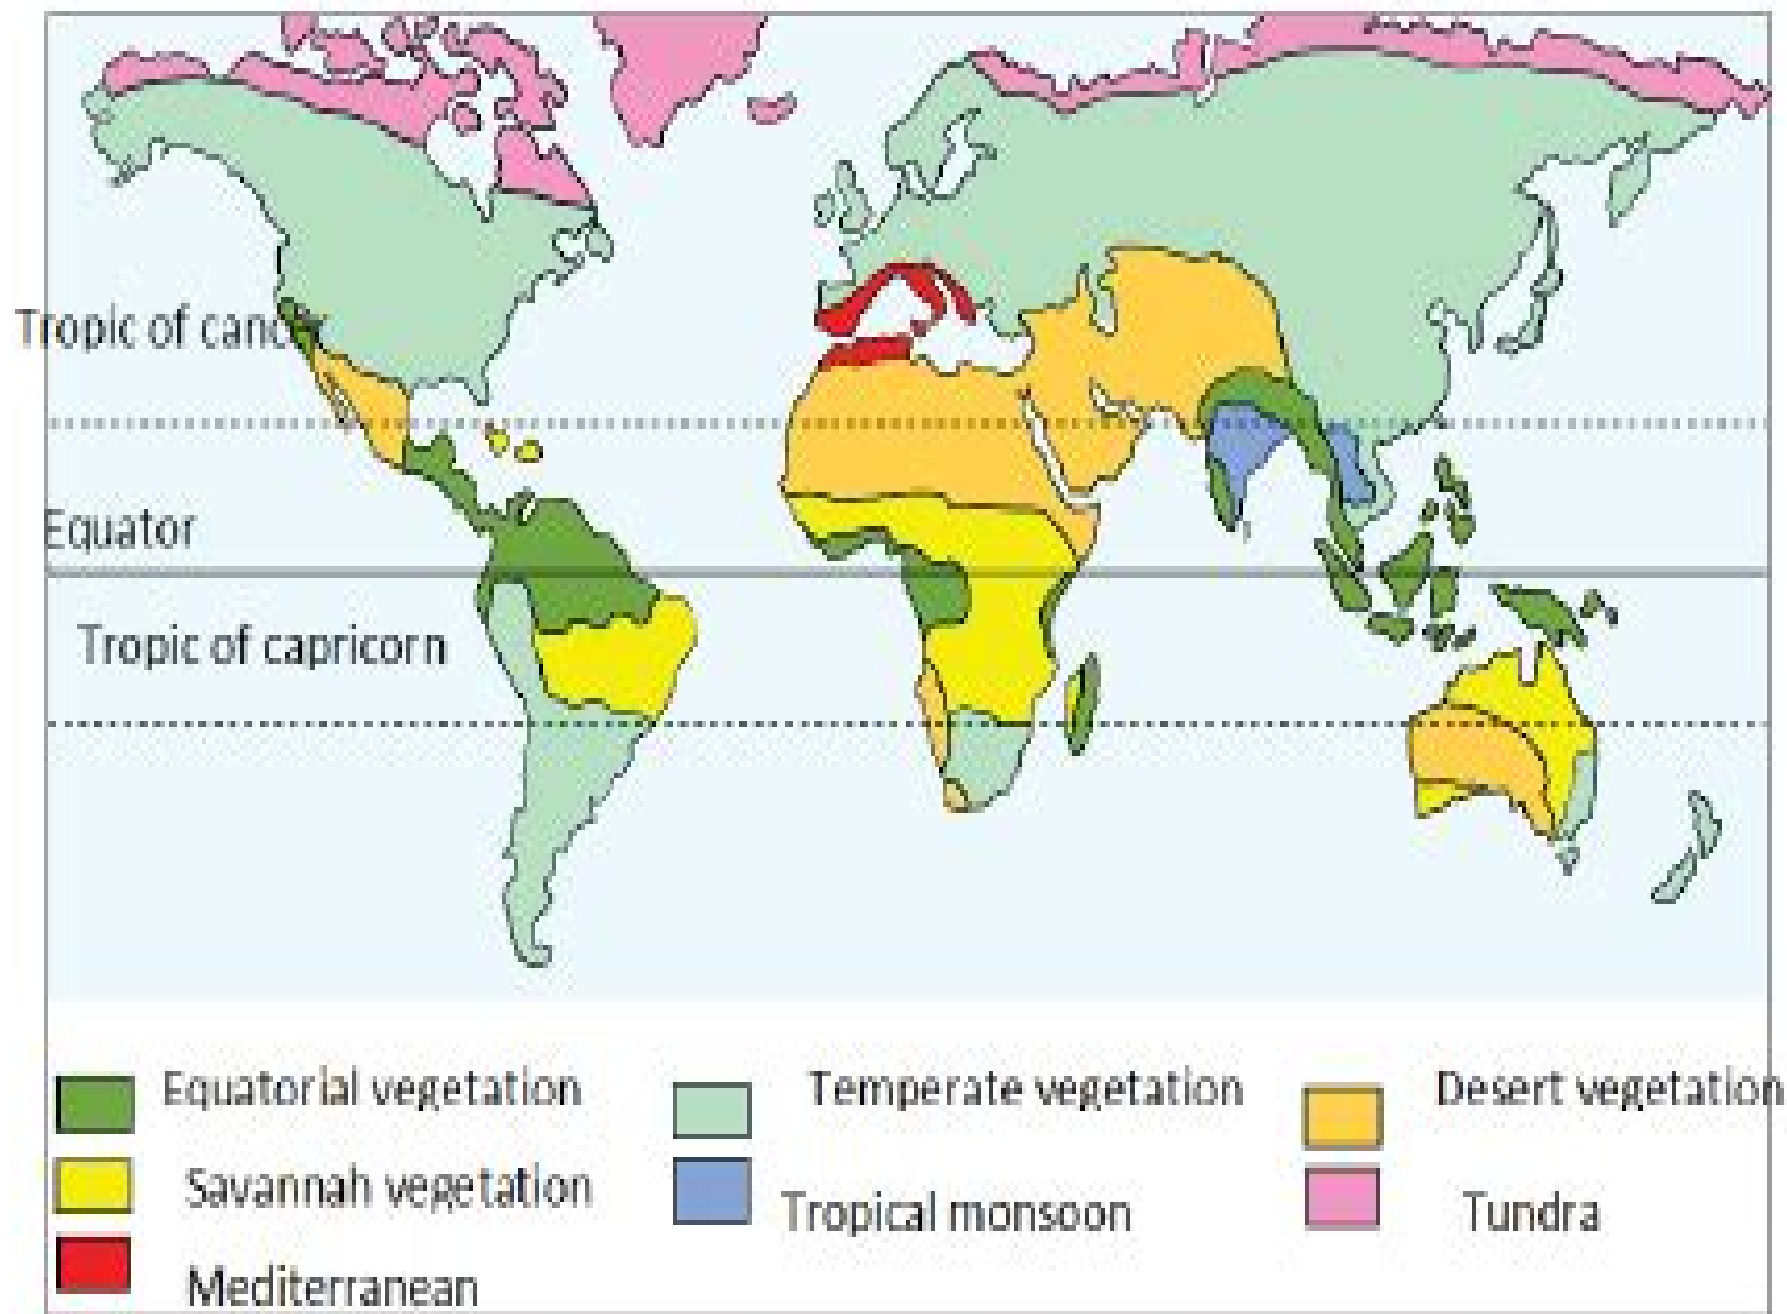 Tropic of cancer
Equator
Tropic of capricorn
Equatorial vegetation
Temperate vegetation
Desert vegetation
Savannah vegetation
Tropical monsoon
Tundra
Mediterranean